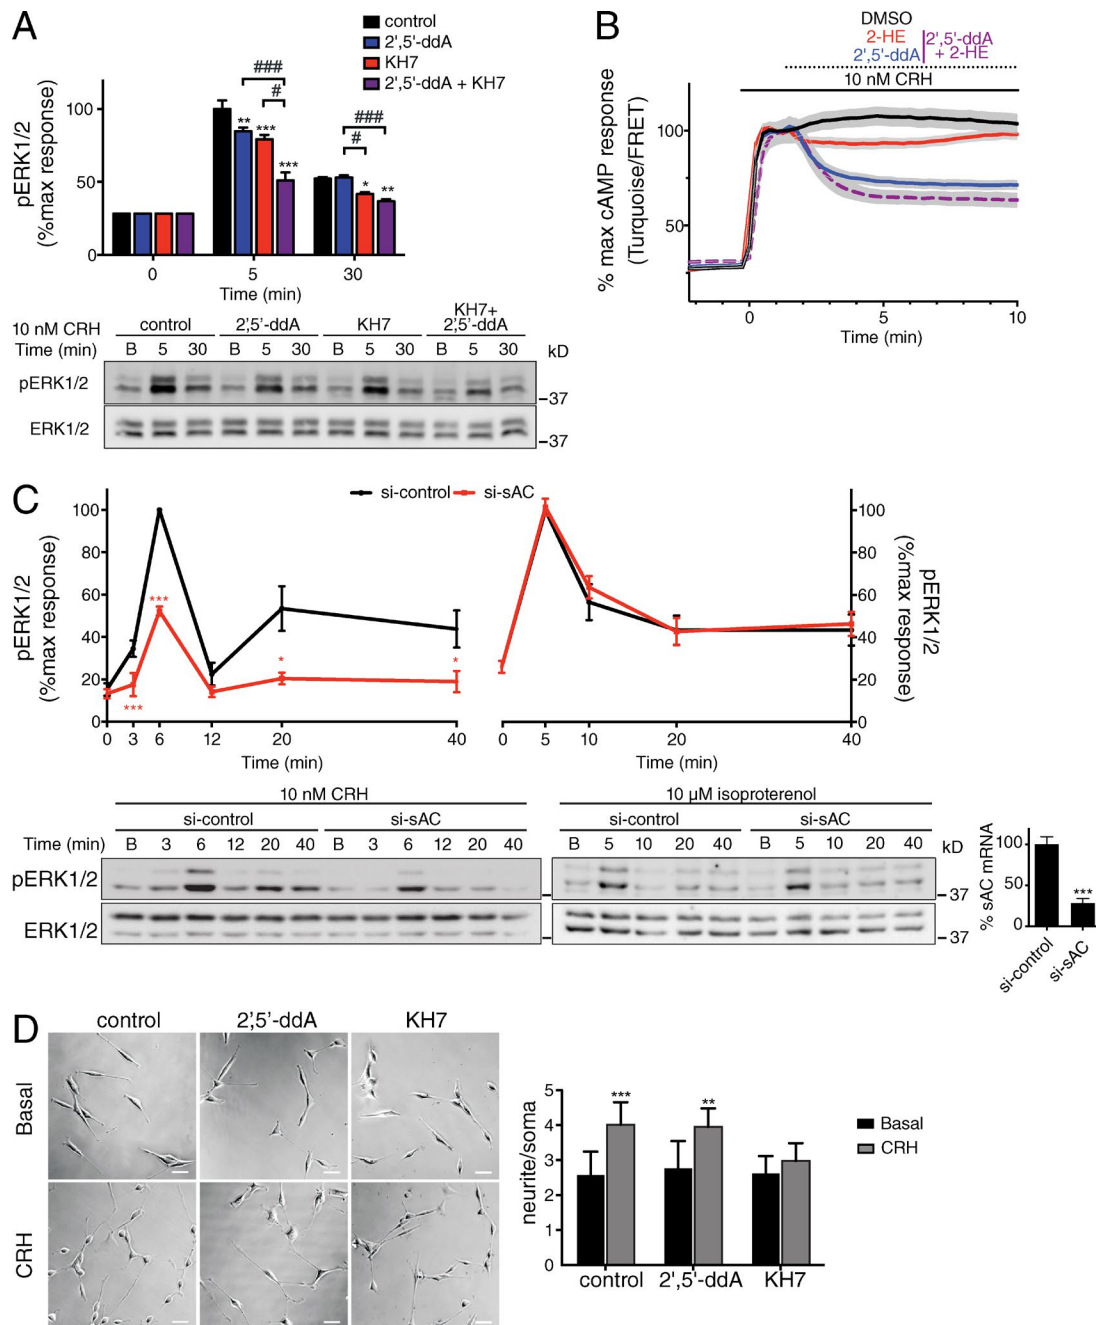 A
control
2',5'-ddA
KH7
2',5'-ddA + KH7
###
#
###
#
** *** ***
* **
pERK1/2
(%max response)
100
50
0
0 5 30
Time (min)
10 nM CRH control 2',5'-ddA KH7 KH7+
2',5'-ddA
Time (min) B 5 30 B 5 30 B 5 30 B 5 30 kD
pERK1/2
37
ERK1/2
37
B
DMSO
2-HE
2',5'-ddA
2',5'-ddA
+ 2-HE
10 nM CRH
% max cAMP response
(Turquoise/FRET)
100
50
0 5 10
Time (min)
C
si-control si-sAC
pERK1/2
(%max response)
100
80
60
40
20
0
***
***
*
*
0 3 6 12 20 40
Time (min)
0 5 10 20 40
Time (min)
100
80
60
40
20
0
pERK1/2
(%max response)
10 nM CRH
si-control si-sAC
Time (min) B 3 6 12 20 40 B 3 6 12 20 40
pERK1/2
ERK1/2
10 µM isoproterenol
si-control si-sAC
B 5 10 20 40 B 5 10 20 40 kD
37
37
% sAC mRNA
100
50
0
***
si-control
si-sAC
D
control 2',5'-ddA KH7
Basal
CRH
neurite/soma
5
4
3
2
1
0
*** **
control 2',5'-ddA KH7
Basal
CRH